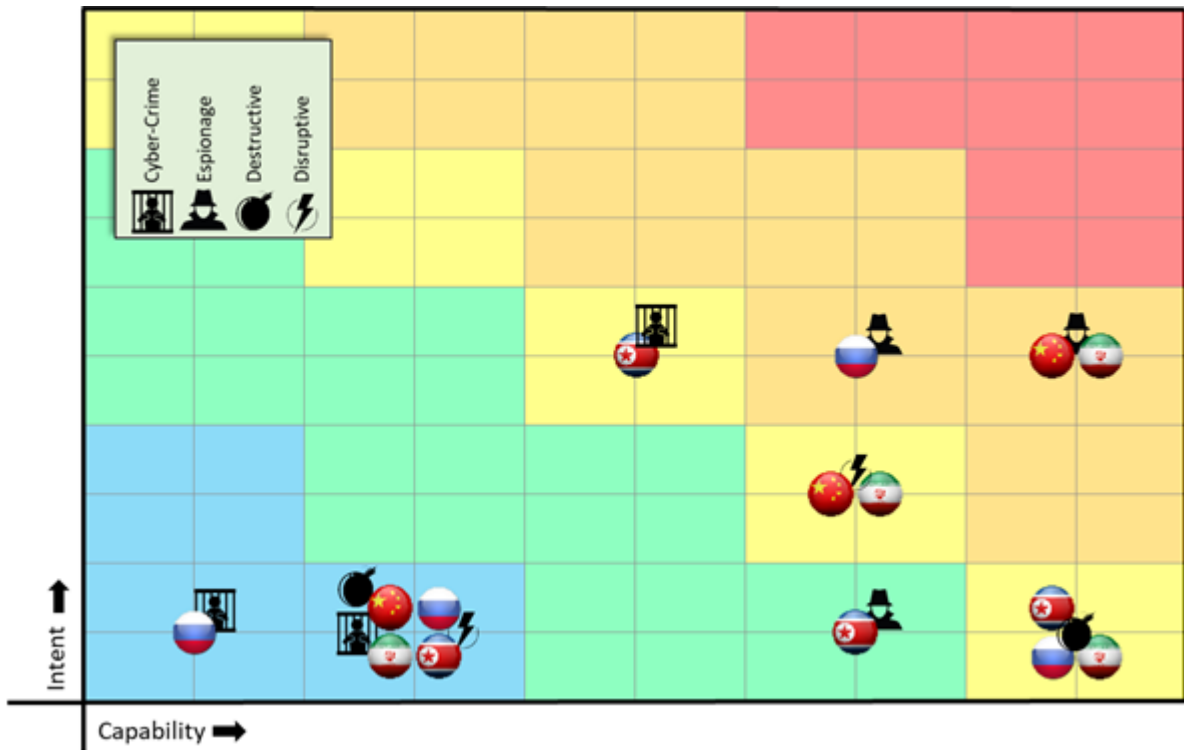 Cyber-Crime
Espionage
Destructive
Disruptive
Intent
Capability